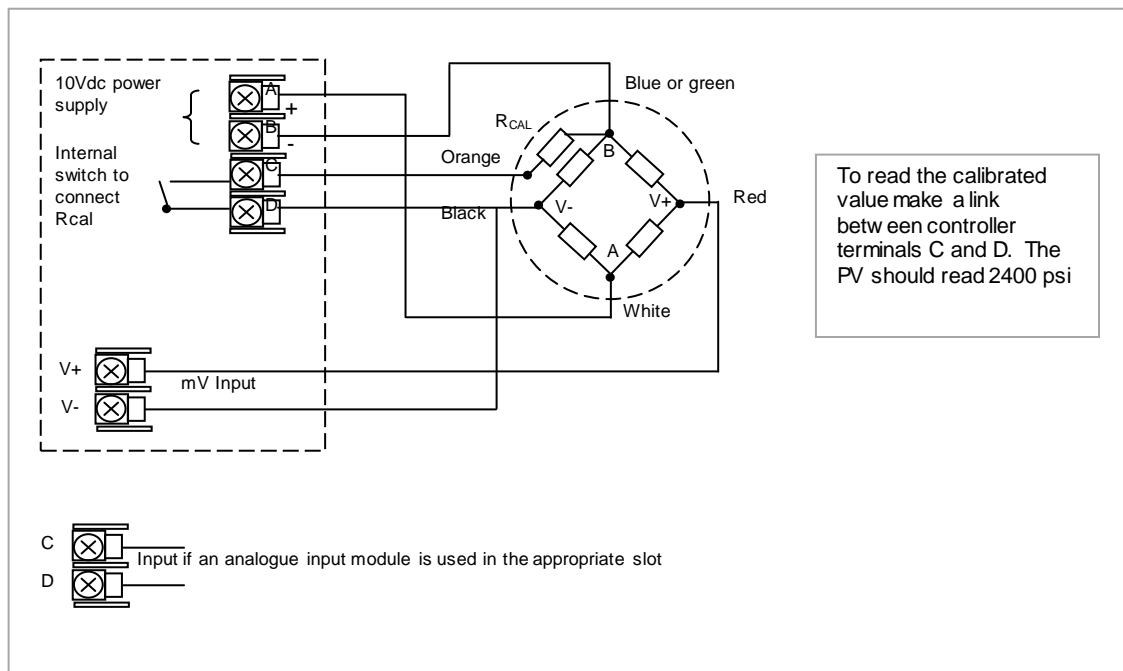 10Vdc power
supply
A
+
B
-
Internal
switch to
connect
Rcal
C
D
Orange
Black
RCAL
Blue or green
B
V-
V+
A
Red
White
To read the calibrated
value make a link
betw een controller
terminals C and D. The
PV should read 2400 psi
V+
mV Input
V-
C
Input if an analogue input module is used in the appropriate slot
D